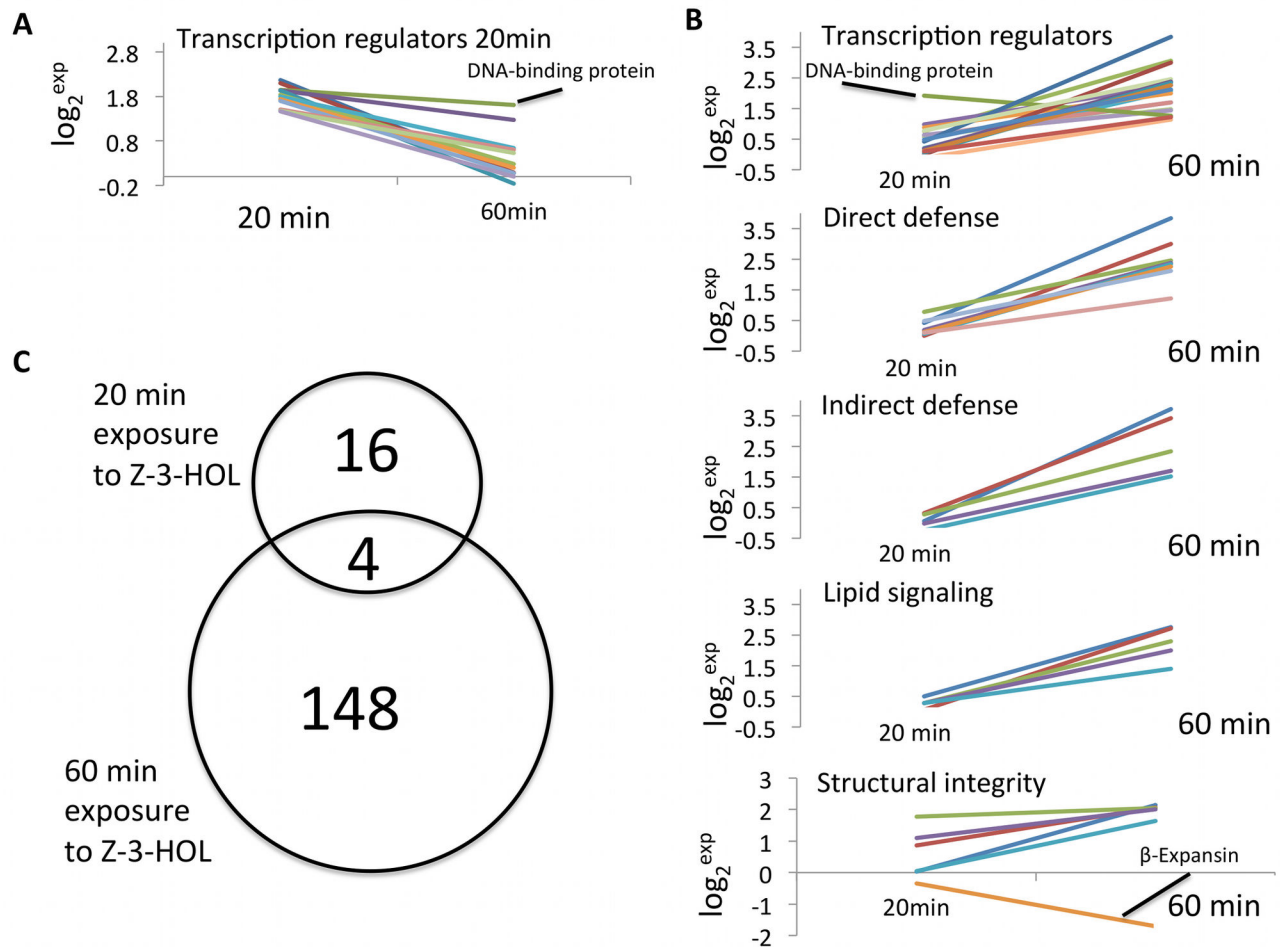 A
Transcription regulators 20min
DNA-binding protein
log2exp
2.8
1.8
0.8
-0.2
20 min
60min
B
Transcription regulators
DNA-binding protein
log2exp
3.5
2.5
1.5
0.5
-0.5
20 min
60 min
Direct defense
log2exp
3.5
2.5
1.5
0.5
-0.5
20 min
60 min
Indirect defense
log2exp
3.5
2.5
1.5
0.5
-0.5
20 min
60 min
Lipid signaling
log2exp
3.5
2.5
1.5
0.5
-0.5
20 min
60 min
Structural integrity
log2exp
3
2
1
0
-1
-2
β-Expansin
20min
60 min
C
20 min
exposure
to Z-3-HOL
16
4
148
60 min
exposure
to Z-3-HOL